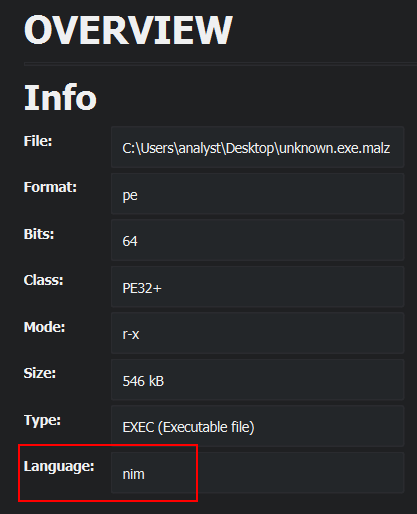 OVERVIEW
Info
File: C:\Users\analyst\Desktop\unknown.exe.malz
Format: pe
Bits: 64
Class: PE32+
Mode: r-x
Size: 546 kB
Type: EXEC (Executable file)
Language: nim